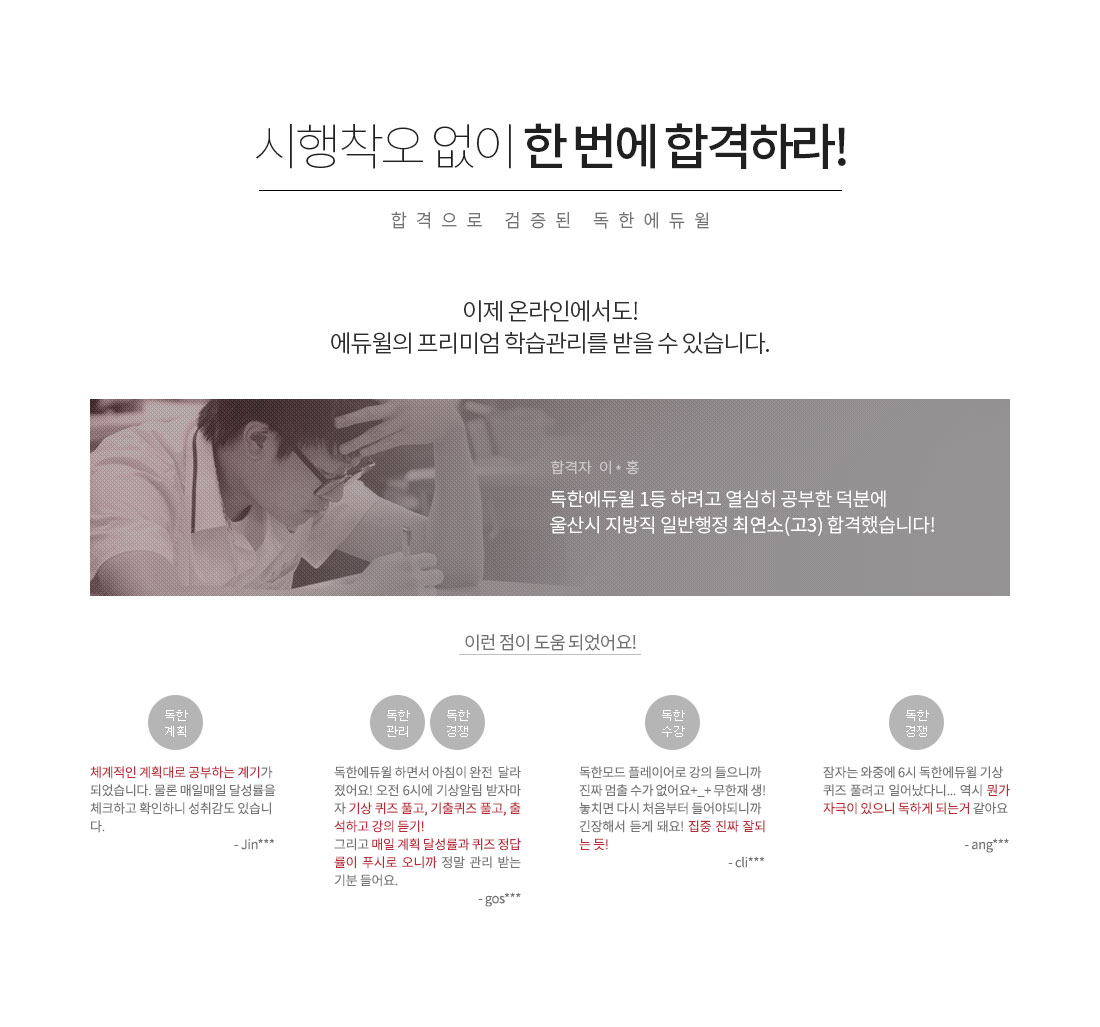 시행착오 없이 한 번에 합격하라!
합격으로 검증된 독한에듀윌
이제 온라인에서도!
에듀윌의 프리미엄 학습관리를 받을 수 있습니다.
합격자 이*홍
독한에듀윌 1등 하려고 열심히 공부한 덕분에
울산시 지방직 일반행정 최연소(고3) 합격했습니다!
이런 점이 도움 되었어요!
독한
계획
체계적인 계획대로 공부하는 계기가
되었습니다. 물론 매일매일 달성률을
체크하고 확인하니 성취감도 있습니
다.
- Jin***
독한
관리
독한
경쟁
독한에듀윌 하면서 아침이 완전 달라
졌어요! 오전 6시에 기상알림 받자마
자 기상 퀴즈 풀고, 기출퀴즈 풀고, 출
석하고 강의 듣기!
그리고 매일 계획 달성률과 퀴즈 정답
률이 푸시로 오니까 정말 관리 받는
기분 들어요.
- gos***
독한
수강
독한모드 플레이어로 강의 들으니까
진짜 멈출 수가 없어요+_+ 무한재 생!
놓치면 다시 처음부터 들어야되니까
긴장해서 듣게 돼요! 집중 진짜 잘되
는 듯!
- cli***
독한
경쟁
잠자는 와중에 6시 독한에듀윌 기상
퀴즈 풀려고 일어났다니... 역시 뭔가
자극이 있으니 독하게 되는거 같아요
- ang***